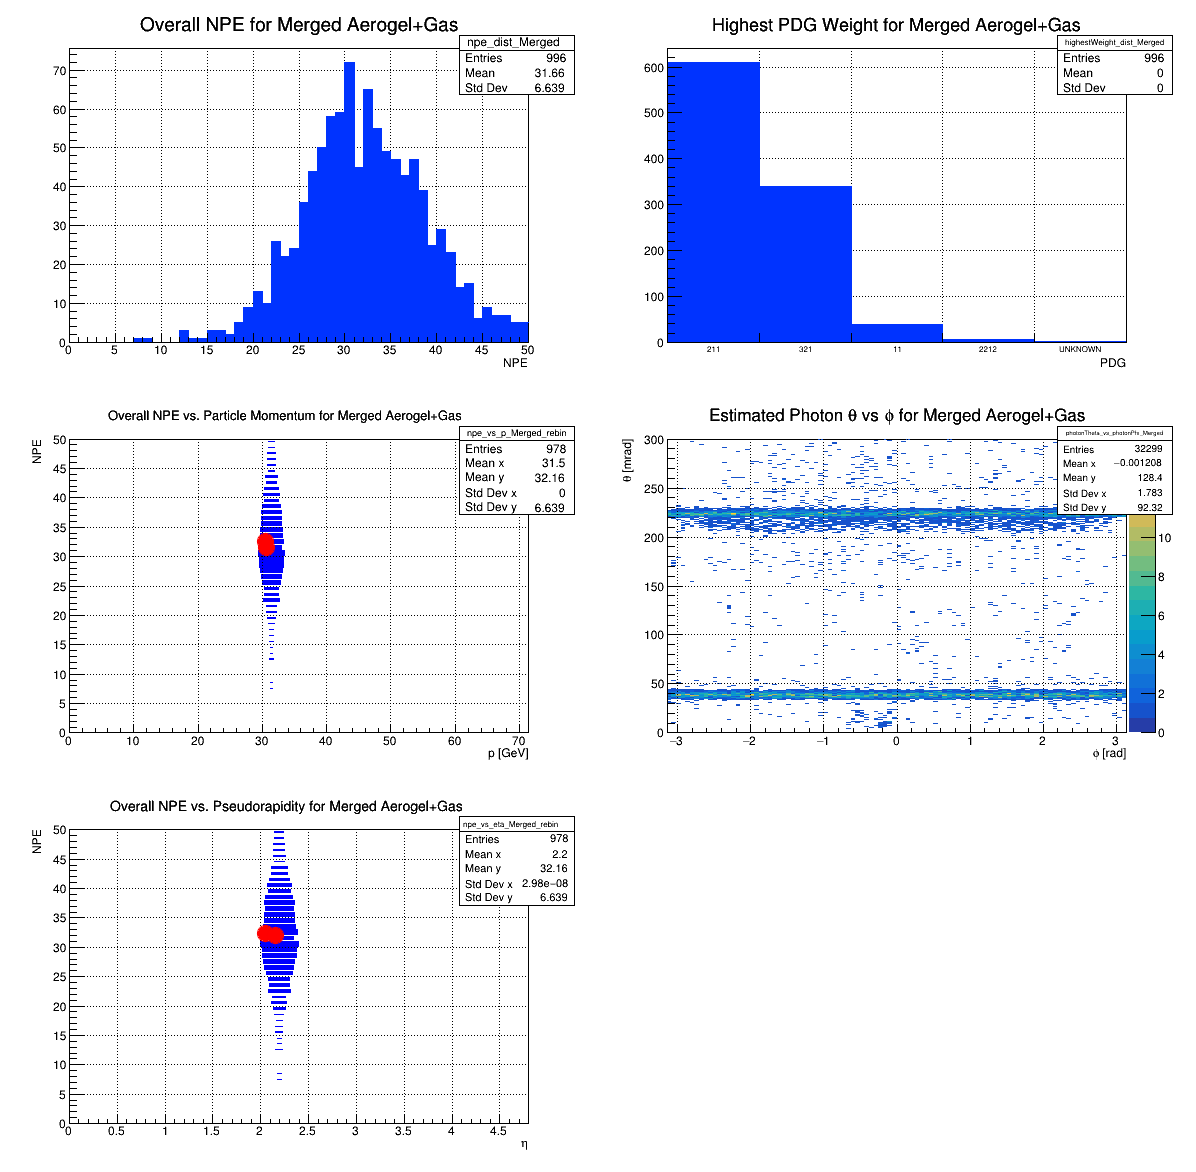 Overall NPE for Merged Aerogel+Gas
npe_dist_Merged
Entries 996
Mean 31.66
Std Dev 6.639
70
60
50
40
30
20
10
0
0 5 10 15 20 25 30 35 40 45 50
NPE
Highest PDG Weight for Merged Aerogel+Gas
highestWeight_dist_Merged
Entries 996
Mean 0
Std Dev 0
600
500
400
300
200
100
0
211 321 11 2212 UNKNOWN
PDG
Overall NPE vs. Particle Momentum for Merged Aerogel+Gas
npe_vs_p_Merged_rebin
Entries 978
Mean x 31.5
Mean y 32.16
Std Dev x 0
Std Dev y 6.639
NPE
50
45
40
35
30
25
20
15
10
5
0
0 10 20 30 40 50 60 70
p [GeV]
Estimated Photon θ vs ϕ for Merged Aerogel+Gas
photonTheta_vs_photonPhi_Merged
Entries 32299
Mean x −0.001208
Mean y 128.4
Std Dev x 1.783
Std Dev y 92.32
θ [mrad]
300
250
200
150
100
50
0
−3 −2 −1 0 1 2 3
ϕ [rad]
10
8
6
4
2
0
Overall NPE vs. Pseudorapidity for Merged Aerogel+Gas
npe_vs_eta_Merged_rebin
Entries 978
Mean x 2.2
Mean y 32.16
Std Dev x 2.98e−08
Std Dev y 6.639
NPE
50
45
40
35
30
25
20
15
10
5
0
0 0.5 1 1.5 2 2.5 3 3.5 4 4.5
η